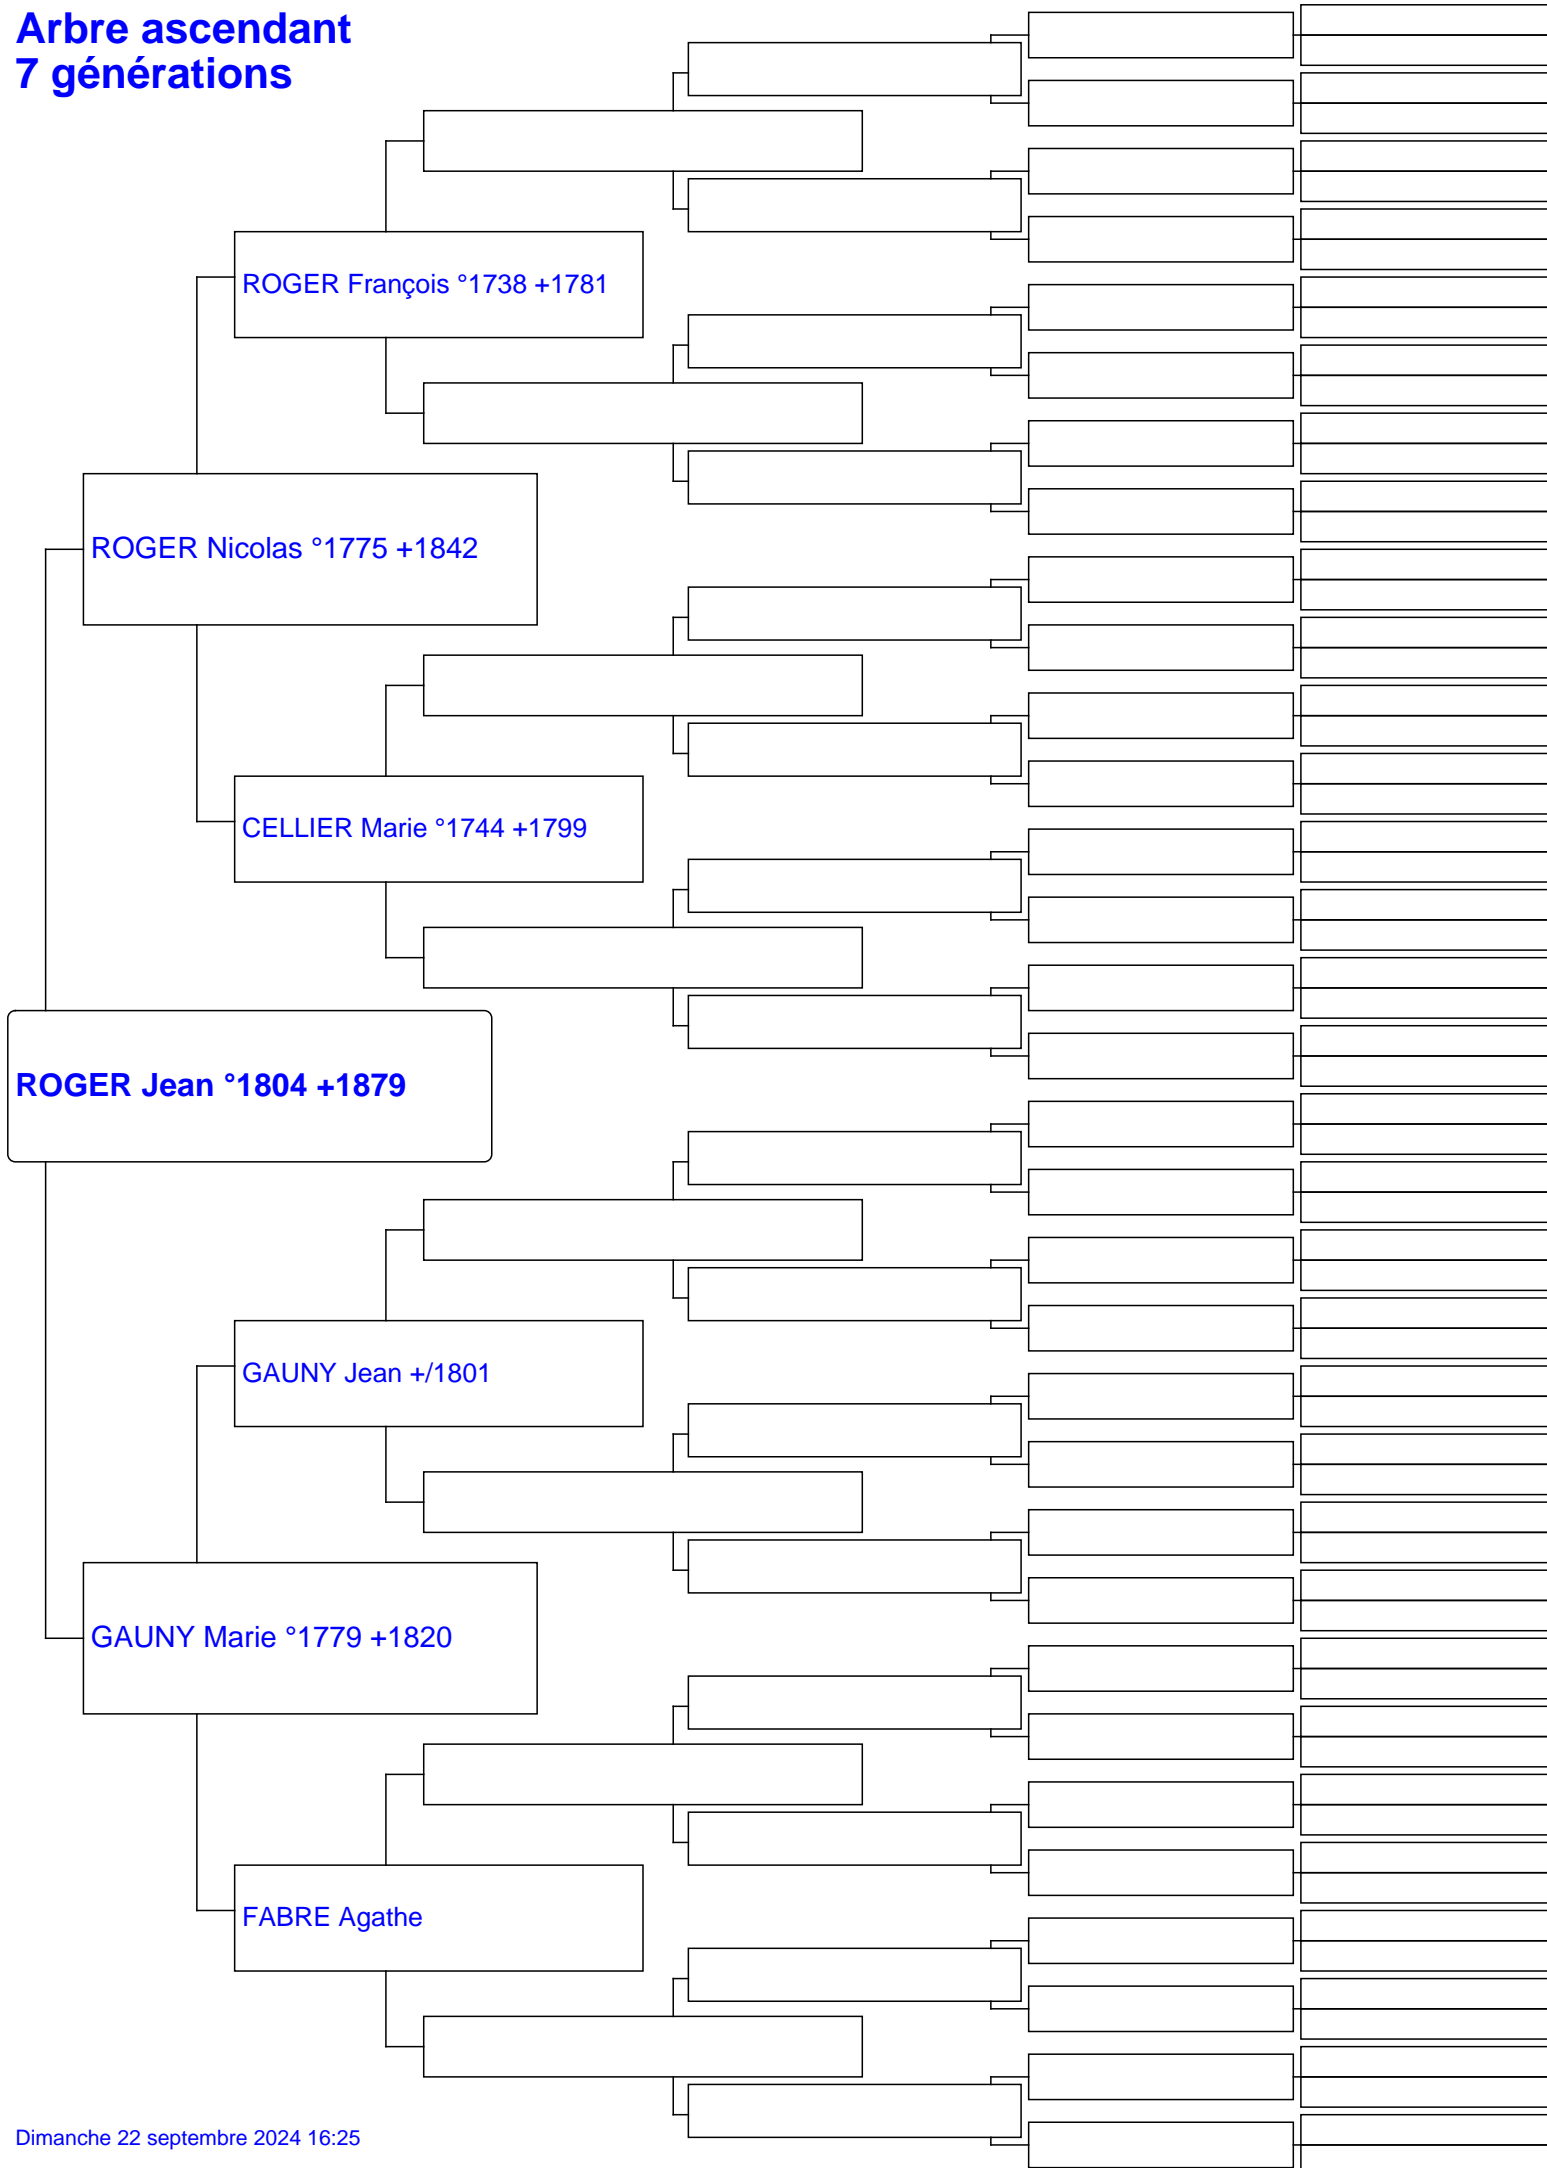 Arbre ascendant
7 générations
ROGER François °1738 +1781
ROGER Nicolas °1775 +1842
CELLIER Marie °1744 +1799
ROGER Jean °1804 +1879
GAUNY Jean +/1801
GAUNY Marie °1779 +1820
FABRE Agathe
Dimanche 22 septembre 2024 16:25